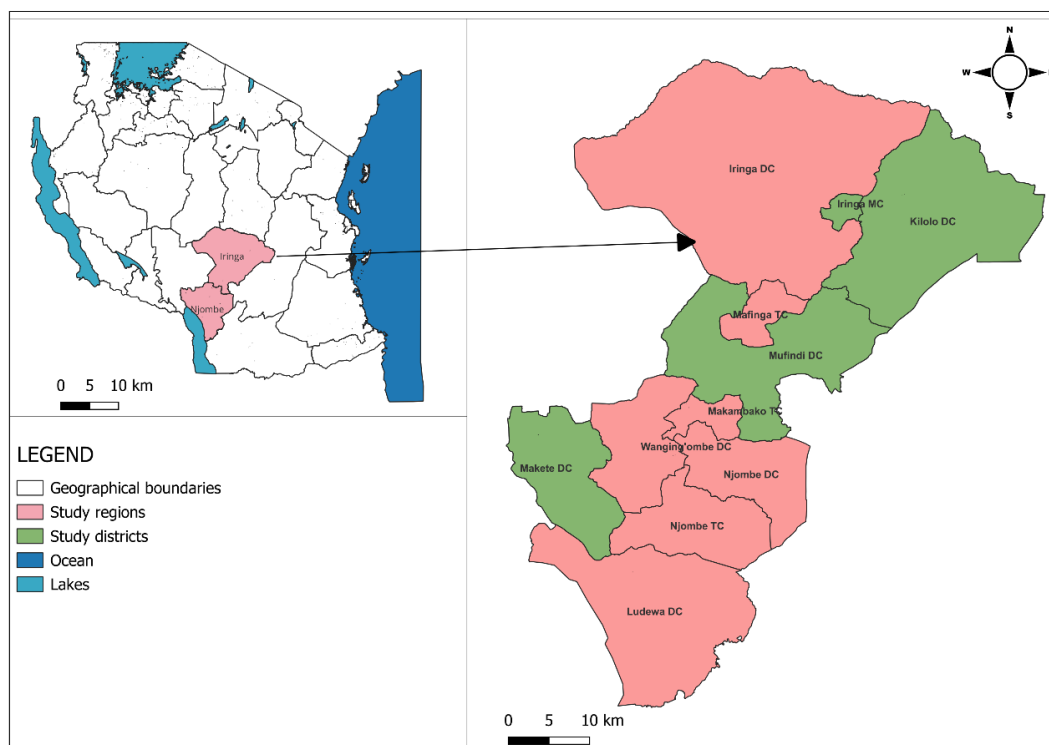 Iringa
Njombe
0 5 10 km
LEGEND
Geographical boundaries
Study regions
Study districts
Ocean
Lakes
N
W
E
S
Iringa DC
Iringa MC
Kilolo DC
Mafinga TC
Mufindi DC
Makambako TC
Wanging'ombe DC
Makete DC
Njombe DC
Njombe TC
Ludewa DC
0 5 10 km